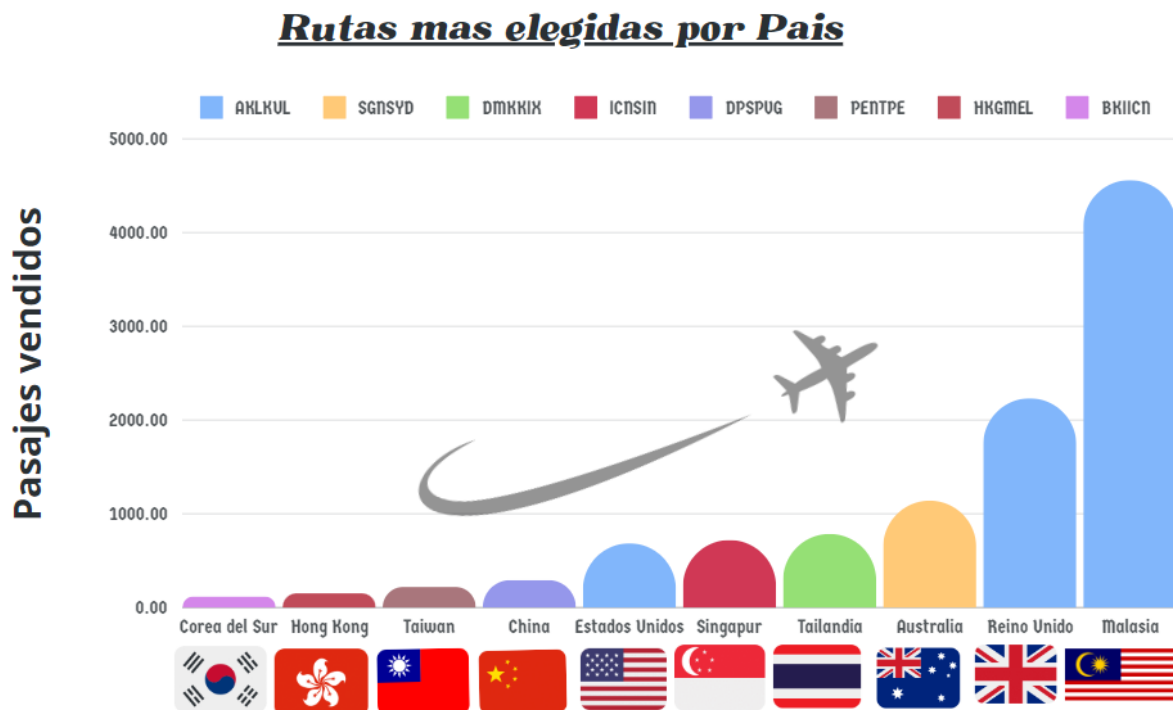 Rutas mas elegidas por Pais
AKLKUL SGNSYD DMKKIX ICNSIN DPSPVG PENTPE HKGMEL BKIICN
5000.00
4000.00
3000.00
2000.00
1000.00
0.00
Pasajes vendidos
Corea del Sur Hong Kong Taiwan China Estados Unidos Singapur Tailandia Australia Reino Unido Malasia